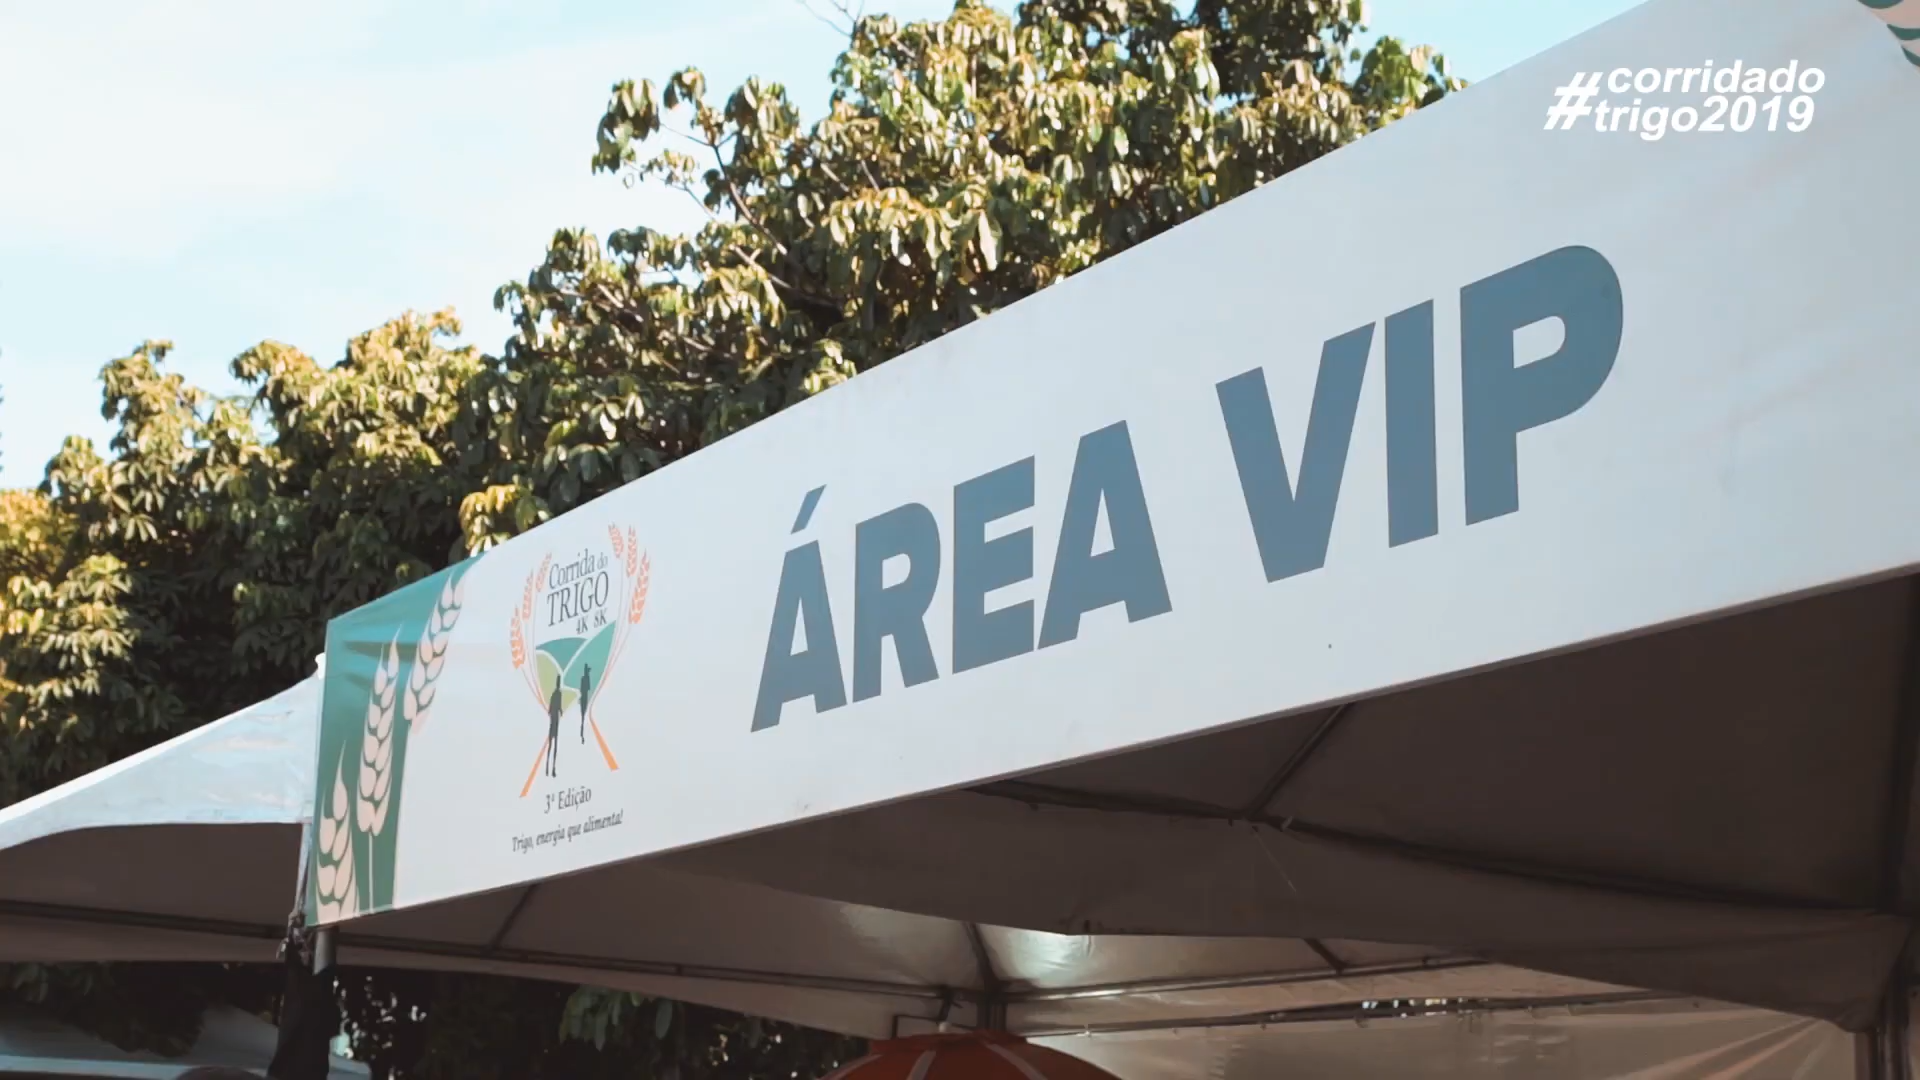 #corridado
trigo2019
ÁREA VIP
Corrida do
TRIGO
4K 8K
3ª Edição
Trigo, energia que alimenta!